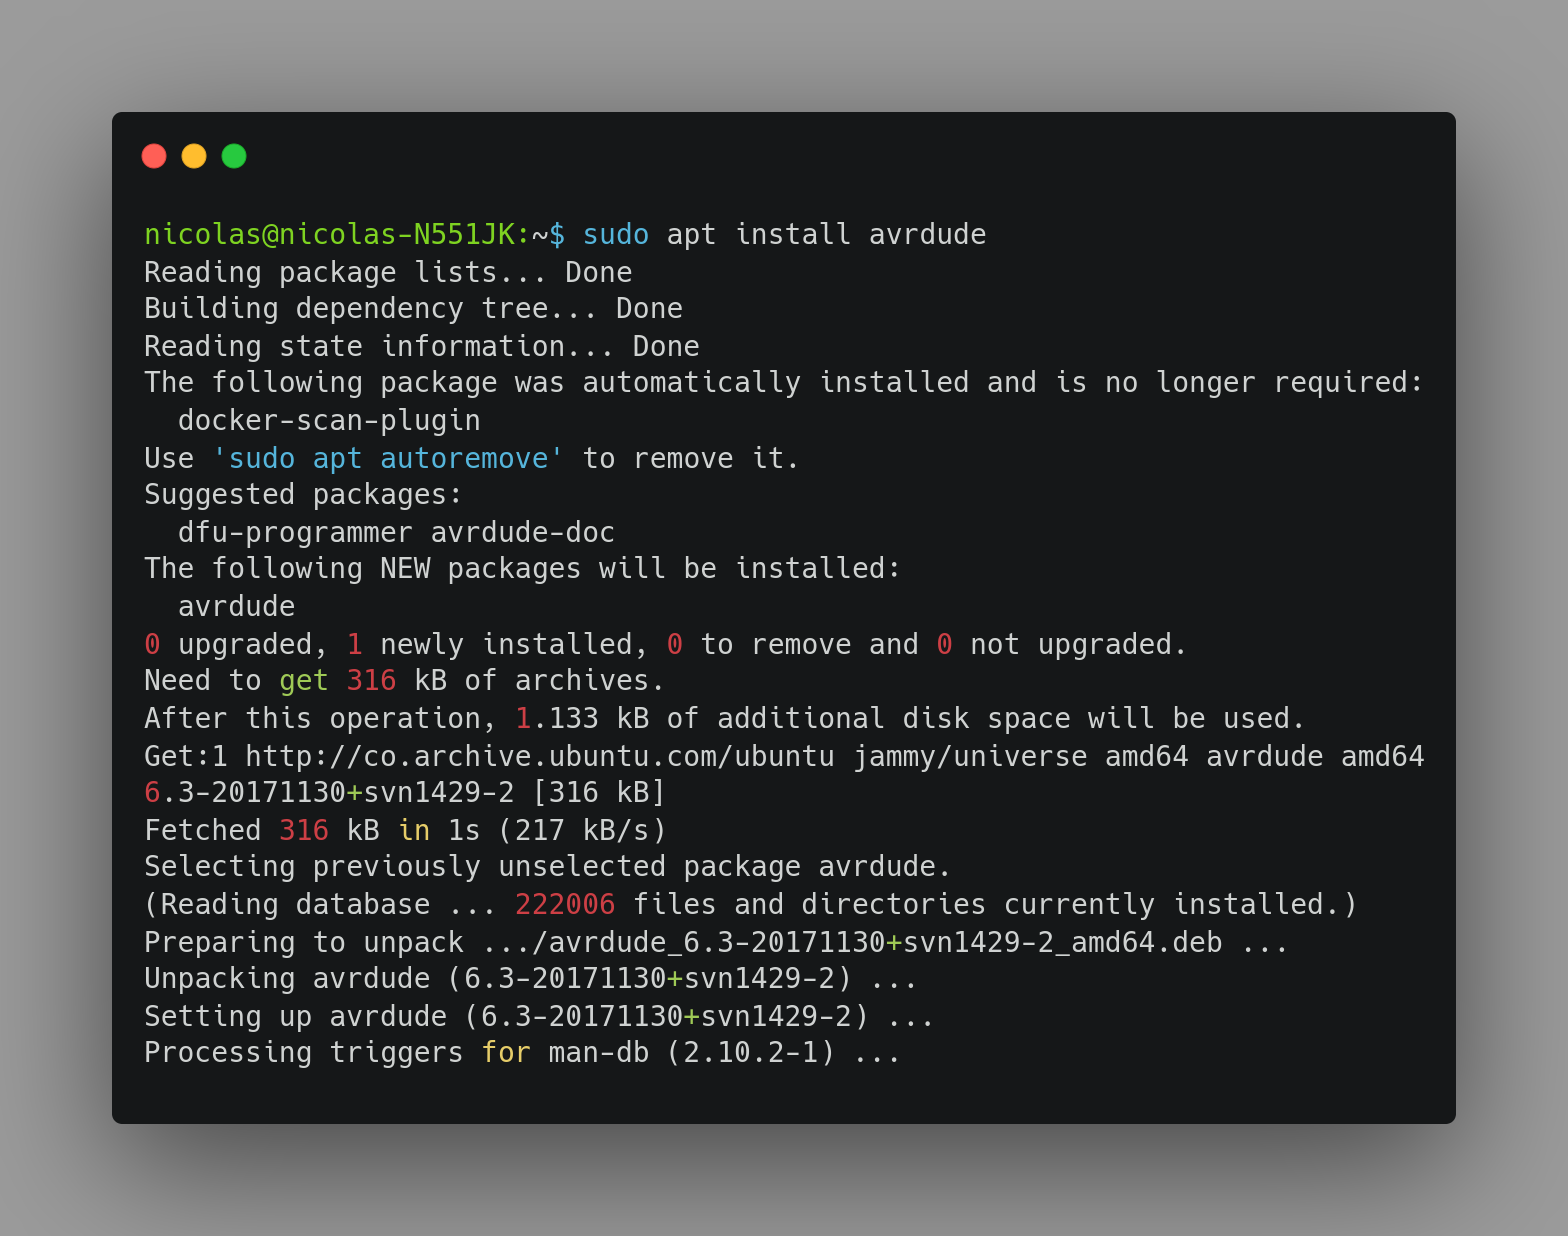 nicolas@nicolas-N551JK:~$ sudo apt install avrdude
Reading package lists... Done
Building dependency tree... Done
Reading state information... Done
The following package was automatically installed and is no longer required:
  docker-scan-plugin
Use 'sudo apt autoremove' to remove it.
Suggested packages:
  dfu-programmer avrdude-doc
The following NEW packages will be installed:
  avrdude
0 upgraded, 1 newly installed, 0 to remove and 0 not upgraded.
Need to get 316 kB of archives.
After this operation, 1.133 kB of additional disk space will be used.
Get:1 http://co.archive.ubuntu.com/ubuntu jammy/universe amd64 avrdude amd64
6.3-20171130+svn1429-2 [316 kB]
Fetched 316 kB in 1s (217 kB/s)
Selecting previously unselected package avrdude.
(Reading database ... 222006 files and directories currently installed.)
Preparing to unpack .../avrdude_6.3-20171130+svn1429-2_amd64.deb ...
Unpacking avrdude (6.3-20171130+svn1429-2) ...
Setting up avrdude (6.3-20171130+svn1429-2) ...
Processing triggers for man-db (2.10.2-1) ...